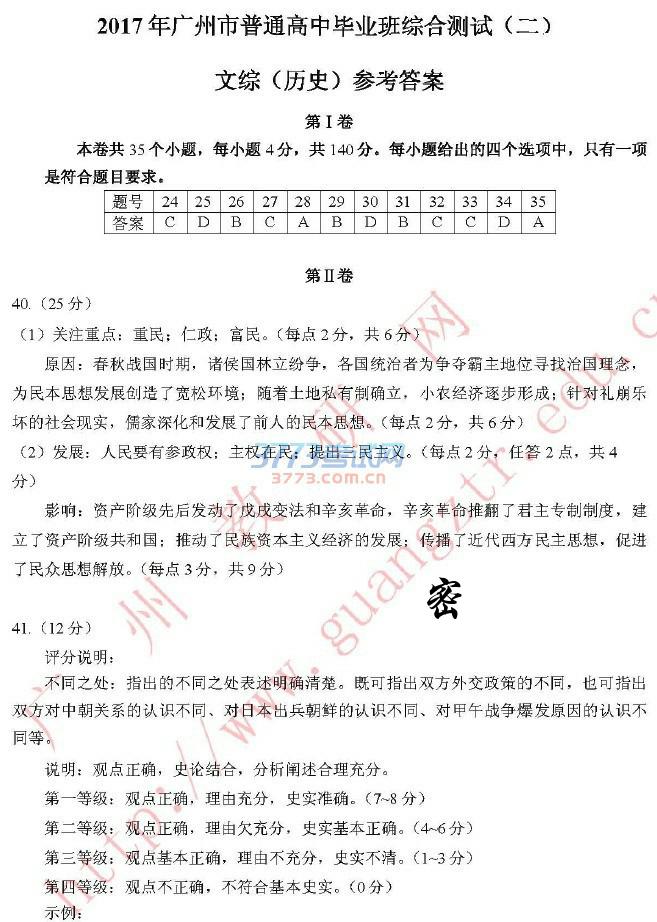 2017年广州市普通高中毕业班综合测试（二）
文综（历史）参考答案
第Ⅰ卷
本卷共35个小题，每小题4分，共140分。每小题给出的四个选项中，只有一项
是符合题目要求。
题号 24 25 26 27 28 29 30 31 32 33 34 35
答案 C D B C A B D B C C D A
第Ⅱ卷
40.（25分）
（1）关注重点：重民；仁政；富民。（每点2分，共6分）
原因：春秋战国时期，诸侯国林立纷争，各国统治者为争夺霸主地位寻找治国理念，
为民本思想发展创造了宽松环境；随着土地私有制确立，小农经济逐步形成；针对礼崩乐
坏的社会现实，儒家深化和发展了前人的民本思想。（每点2分，共6分）
（2）发展：人民要有参政权；主权在民；提出三民主义。（每点2分，任答2点，共4
分）
3773考试网
3773.com.cn
影响：资产阶级先后发动了戊戌变法和辛亥革命，辛亥革命推翻了君主专制制度，建
立了资产阶级共和国；推动了民族资本主义经济的发展；传播了近代西方民主思想，促进
了民众思想解放。（每点3分，共9分）
密
41.（12分）
评分说明：
不同之处：指出的不同之处表述明确清楚。既可指出双方外交政策的不同，也可指出
双方对中朝关系的认识不同、对日本出兵朝鲜的认识不同、对甲午战争爆发原因的认识不
同等。
说明：观点正确，史论结合，分析阐述合理充分。
第一等级：观点正确，理由充分，史实准确。（7~8分）
第二等级：观点正确，理由欠充分，史实基本正确。（4~6分）
第三等级：观点基本正确，理由不充分，史实不清。（1~3分）
第四等级：观点不正确，不符合基本史实。（0分）
示例：
广州教研网
http://www.guangztr.edu.cn